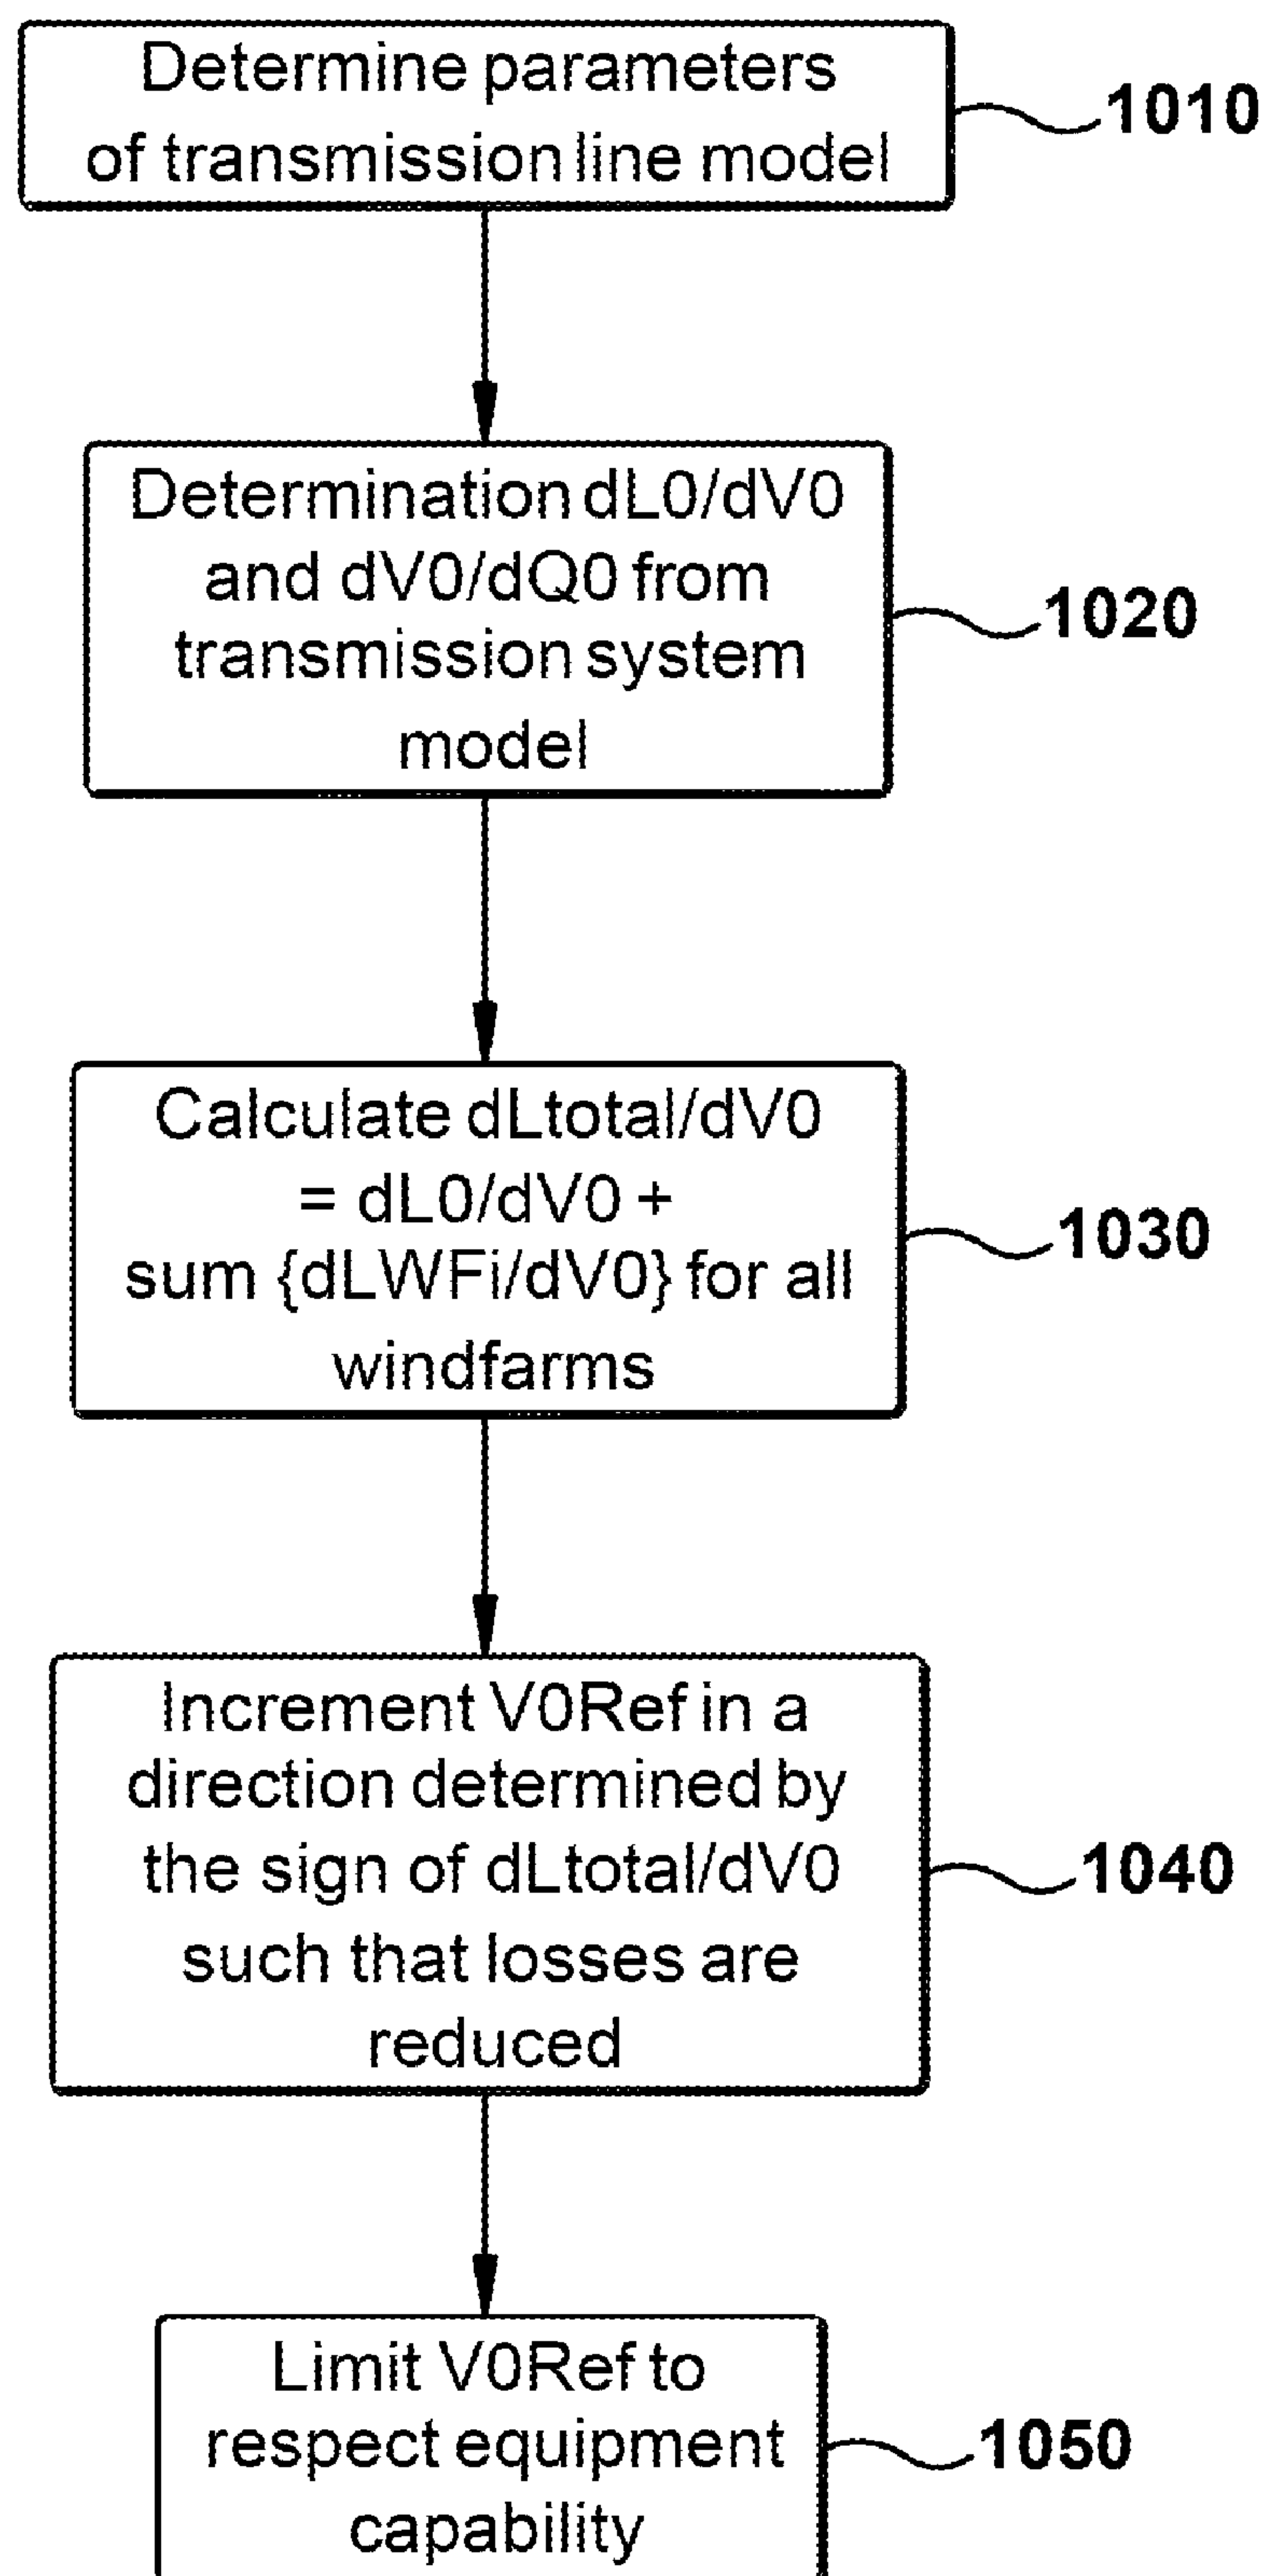 Determine parameters
of transmission line model
1010
Determination dL0/dV0
and dV0/dQ0 from
transmission system
model
1020
Calculate dLtotal/dV0
= dL0/dV0 +
sum {dLWFi/dV0} for all
windfarms
1030
Increment V0Ref in a
direction determined by
the sign of dLtotal/dV0
such that losses are
reduced
1040
Limit V0Ref to
respect equipment
capability
1050